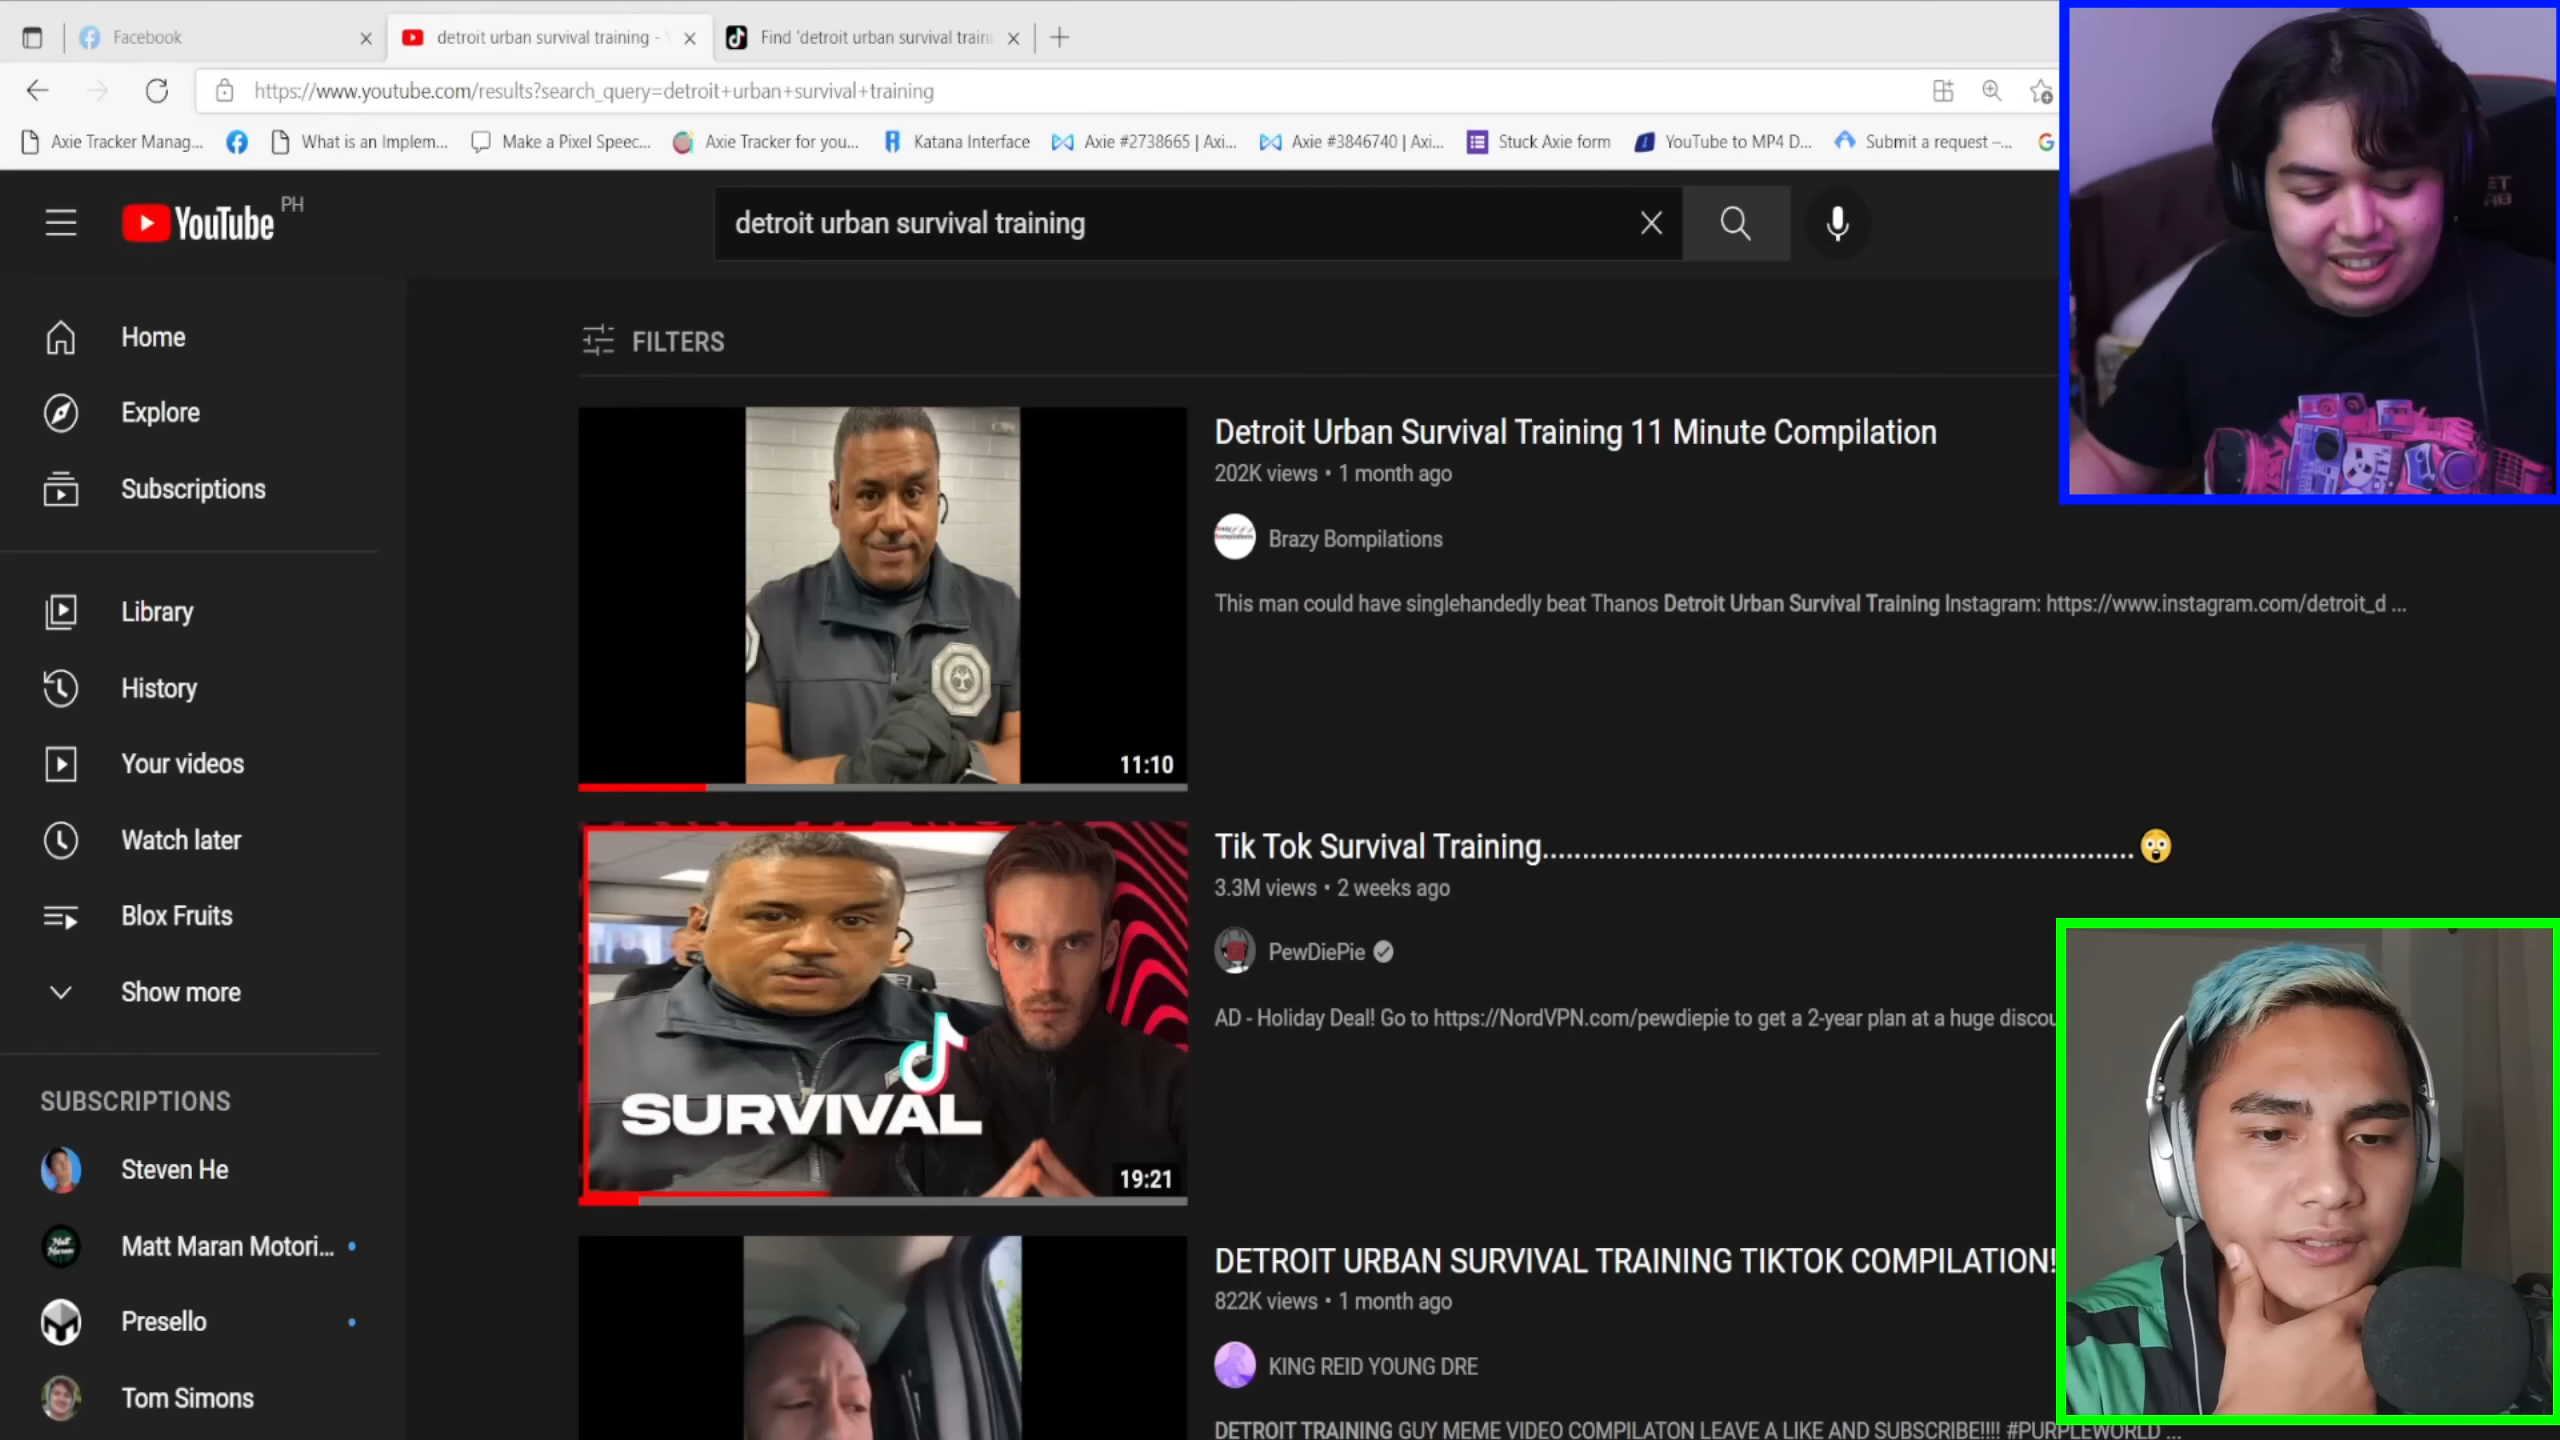 Facebook
detroit urban survival training -
Find 'detroit urban survival train
https://www.youtube.com/results?search_query=detroit+urban+survival+training
Axie Tracker Manag...
What is an Implem...
Make a Pixel Speec...
Axie Tracker for you...
Katana Interface
Axie #2738665 | Axi...
Axie #3846740 | Axi...
Stuck Axie form
YouTube to MP4 D...
Submit a request –...
YouTube PH
detroit urban survival training
Home
Explore
Subscriptions
Library
History
Your videos
Watch later
Blox Fruits
Show more
SUBSCRIPTIONS
Steven He
Matt Maran Motori...
Presello
Tom Simons
FILTERS
11:10
Detroit Urban Survival Training 11 Minute Compilation
202K views • 1 month ago
Brazy Bompilations
This man could have singlehandedly beat Thanos Detroit Urban Survival Training Instagram: https://www.instagram.com/detroit_d ...
SURVIVAL
19:21
Tik Tok Survival Training........................................................................... 😲
3.3M views • 2 weeks ago
PewDiePie
AD - Holiday Deal! Go to https://NordVPN.com/pewdiepie to get a 2-year plan at a huge discou
DETROIT URBAN SURVIVAL TRAINING TIKTOK COMPILATION!
822K views • 1 month ago
KING REID YOUNG DRE
DETROIT TRAINING GUY MEME VIDEO COMPILATON LEAVE A LIKE AND SUBSCRIBE!!!! #PURPLEWORLD ...